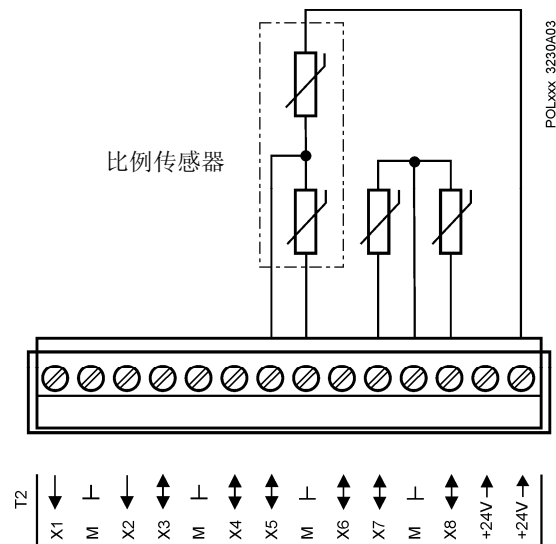 POLxxx 3230A03
比例传感器
T2
X1
M
X2
X3
M
X4
X5
M
X6
X7
M
X8
+24V
+24V